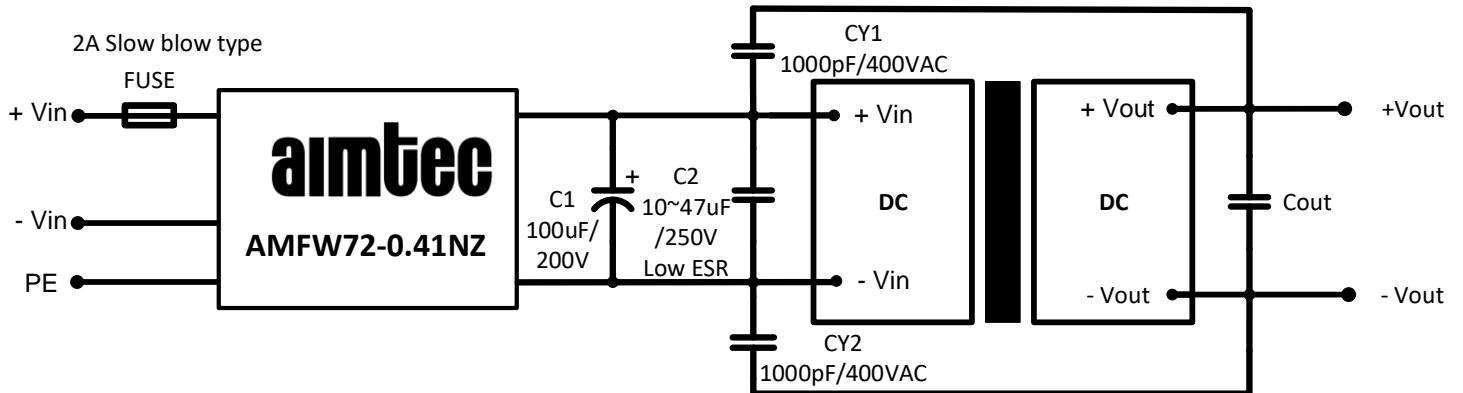 2A Slow blow type
FUSE
+ Vin
- Vin
PE
aimtec
AMFW72-0.41NZ
C1
100uF/
200V
+
C2
10~47uF
/250V
Low ESR
CY1
1000pF/400VAC
+ Vin
DC
- Vin
CY2
1000pF/400VAC
+ Vout
DC
- Vout
Cout
+Vout
- Vout